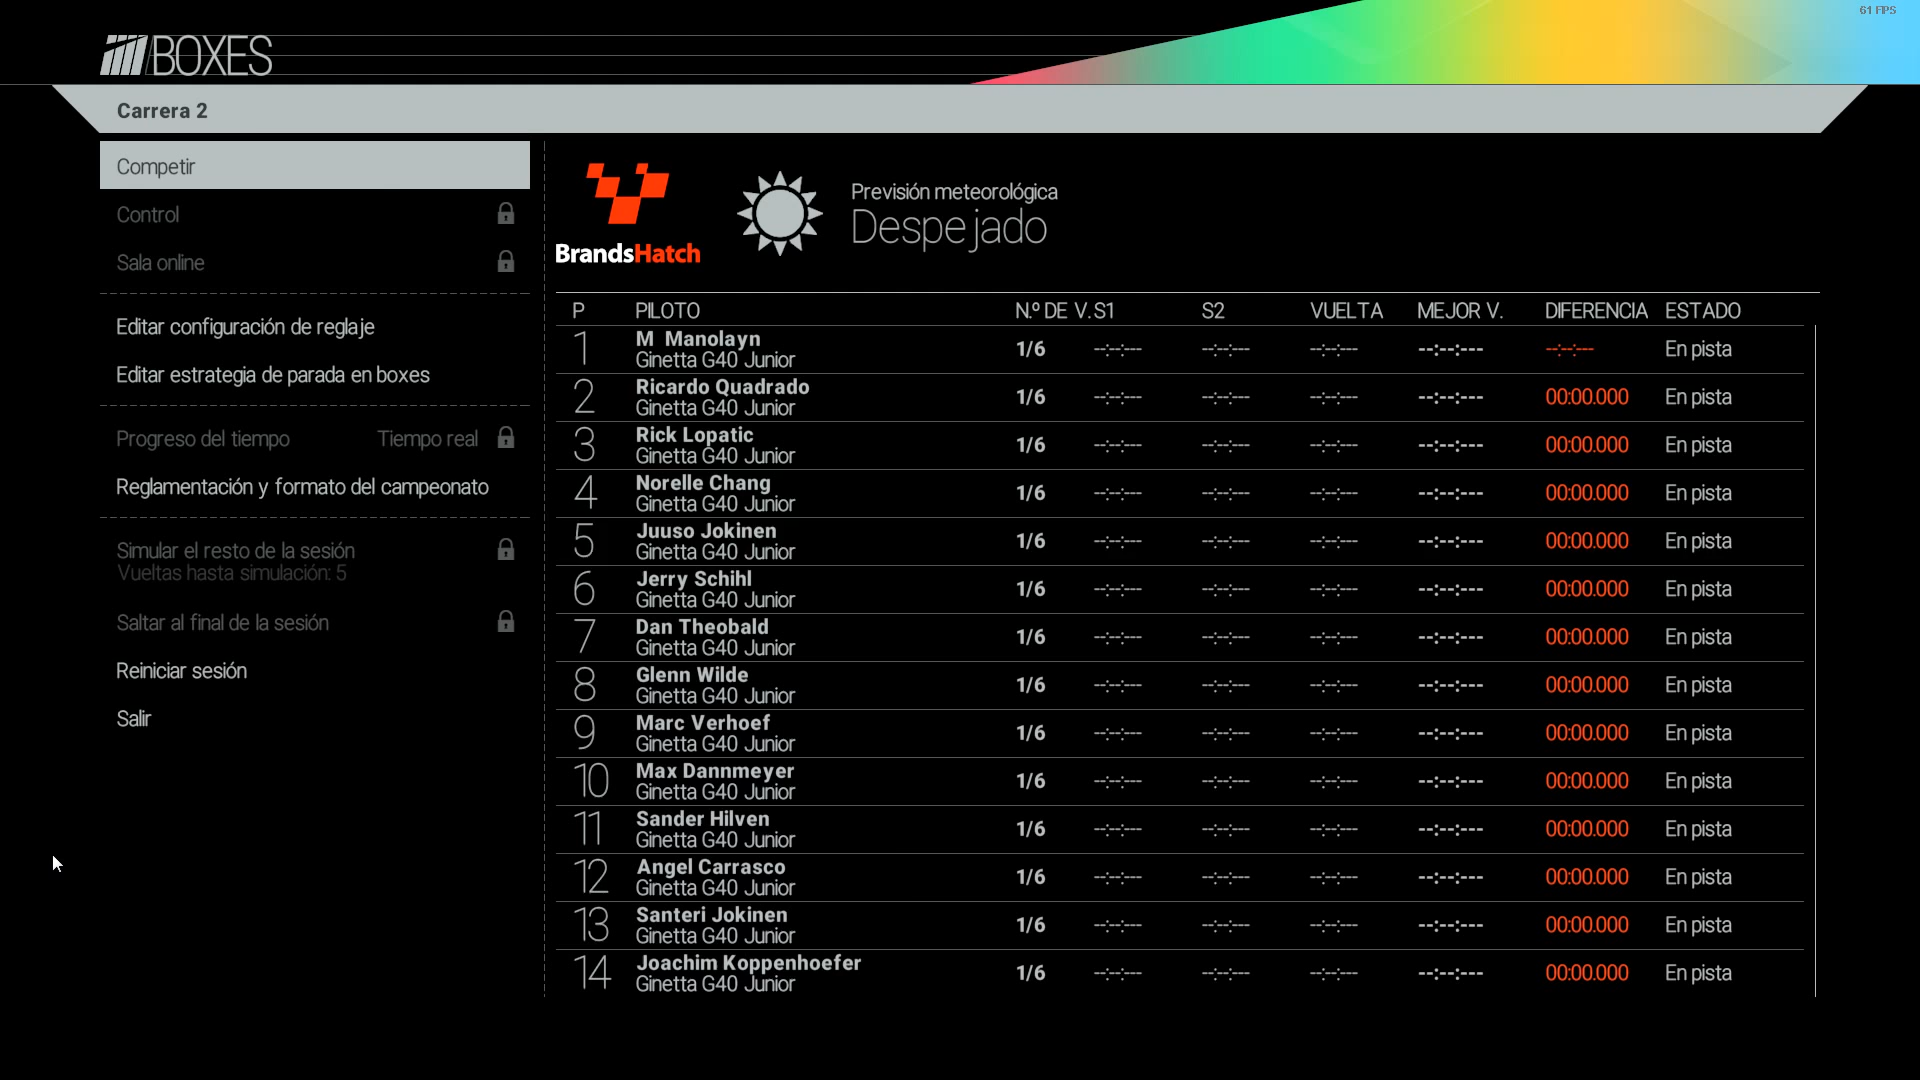 61 FPS
BOXES
Carrera 2
Competir
Control
Sala online
Editar configuración de reglaje
Editar estrategia de parada en boxes
Progreso del tiempo Tiempo real
Reglamentación y formato del campeonato
Simular el resto de la sesión
Vueltas hasta simulación: 5
Saltar al final de la sesión
Reiniciar sesión
Salir
BrandsHatch
Previsión meteorológica
Despejado
P PILOTO N.º DE V. S1 S2 VUELTA MEJOR V. DIFERENCIA ESTADO
1 M Manolayn 1/6 --:--:--- --:--:--- --:--:--- --:--:--- --:--:--- En pista
Ginetta G40 Junior
2 Ricardo Quadrado 1/6 --:--:--- --:--:--- --:--:--- --:--:--- 00:00.000 En pista
Ginetta G40 Junior
3 Rick Lopatic 1/6 --:--:--- --:--:--- --:--:--- --:--:--- 00:00.000 En pista
Ginetta G40 Junior
4 Norelle Chang 1/6 --:--:--- --:--:--- --:--:--- --:--:--- 00:00.000 En pista
Ginetta G40 Junior
5 Juuso Jokinen 1/6 --:--:--- --:--:--- --:--:--- --:--:--- 00:00.000 En pista
Ginetta G40 Junior
6 Jerry Schihl 1/6 --:--:--- --:--:--- --:--:--- --:--:--- 00:00.000 En pista
Ginetta G40 Junior
7 Dan Theobald 1/6 --:--:--- --:--:--- --:--:--- --:--:--- 00:00.000 En pista
Ginetta G40 Junior
8 Glenn Wilde 1/6 --:--:--- --:--:--- --:--:--- --:--:--- 00:00.000 En pista
Ginetta G40 Junior
9 Marc Verhoef 1/6 --:--:--- --:--:--- --:--:--- --:--:--- 00:00.000 En pista
Ginetta G40 Junior
10 Max Dannmeyer 1/6 --:--:--- --:--:--- --:--:--- --:--:--- 00:00.000 En pista
Ginetta G40 Junior
11 Sander Hilven 1/6 --:--:--- --:--:--- --:--:--- --:--:--- 00:00.000 En pista
Ginetta G40 Junior
12 Angel Carrasco 1/6 --:--:--- --:--:--- --:--:--- --:--:--- 00:00.000 En pista
Ginetta G40 Junior
13 Santeri Jokinen 1/6 --:--:--- --:--:--- --:--:--- --:--:--- 00:00.000 En pista
Ginetta G40 Junior
14 Joachim Koppenhoefer 1/6 --:--:--- --:--:--- --:--:--- --:--:--- 00:00.000 En pista
Ginetta G40 Junior